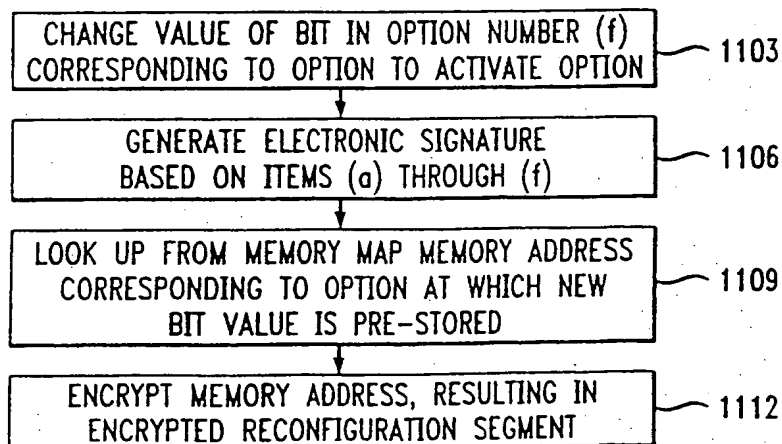 CHANGE VALUE OF BIT IN OPTION NUMBER (f)
CORRESPONDING TO OPTION TO ACTIVATE OPTION
1103
GENERATE ELECTRONIC SIGNATURE
BASED ON ITEMS (a) THROUGH (f)
1106
LOOK UP FROM MEMORY MAP MEMORY ADDRESS
CORRESPONDING TO OPTION AT WHICH NEW
BIT VALUE IS PRE-STORED
1109
ENCRYPT MEMORY ADDRESS, RESULTING IN
ENCRYPTED RECONFIGURATION SEGMENT
1112